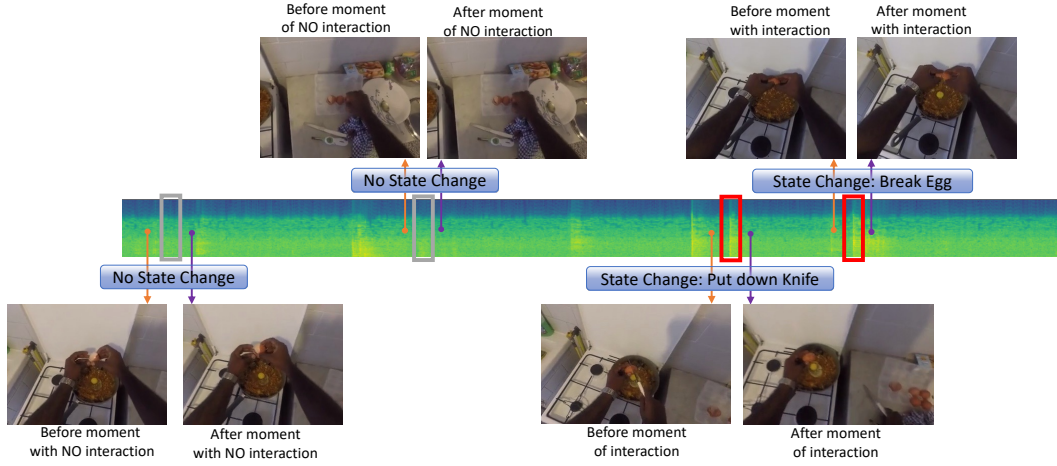 Before moment
of NO interaction
After moment
of NO interaction
Before moment
with interaction
After moment
with interaction
No State Change
State Change: Break Egg
No State Change
State Change: Put down Knife
Before moment
with NO interaction
After moment
with NO interaction
Before moment
of interaction
After moment
of interaction